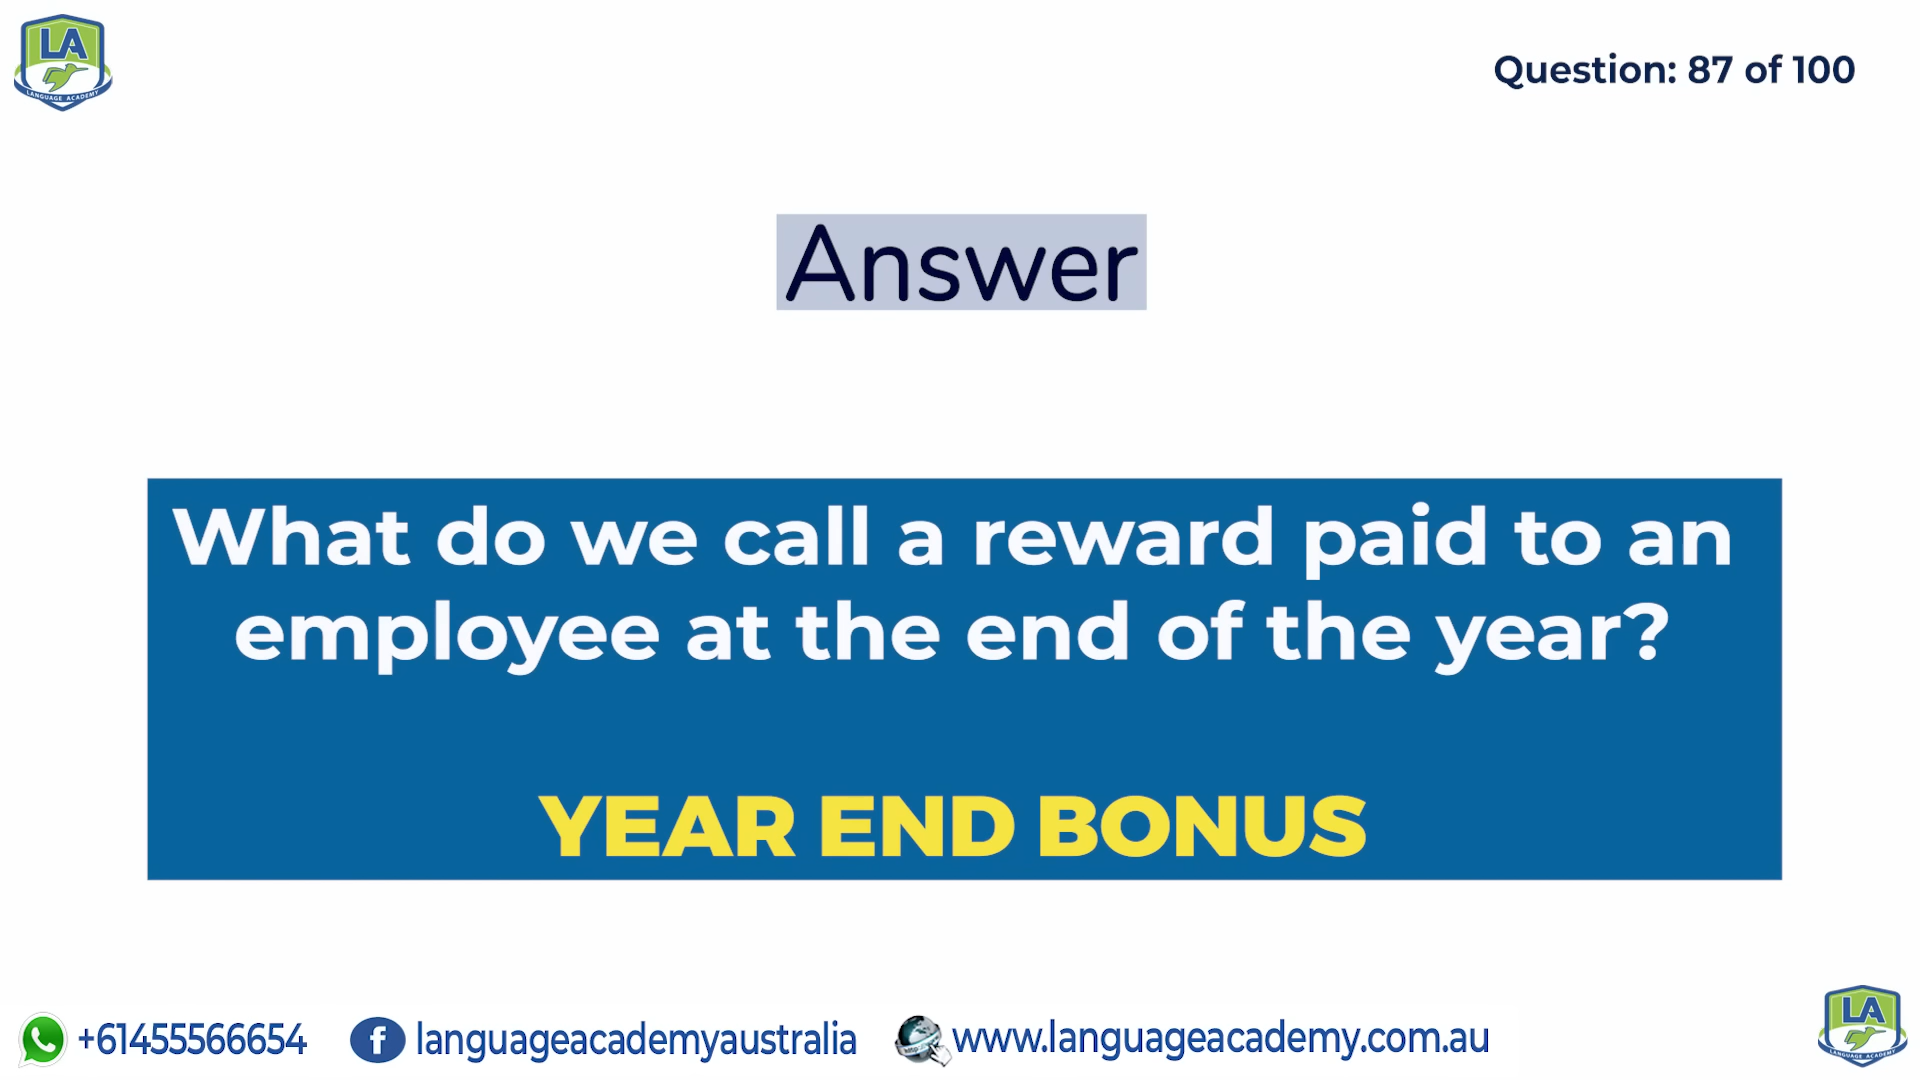 LA
LANGUAGE ACADEMY
Question: 87 of 100
Answer
What do we call a reward paid to an
employee at the end of the year?
YEAR END BONUS
+61455566654
languageacademyaustralia
www.languageacademy.com.au
LA
LANGUAGE ACADEMY